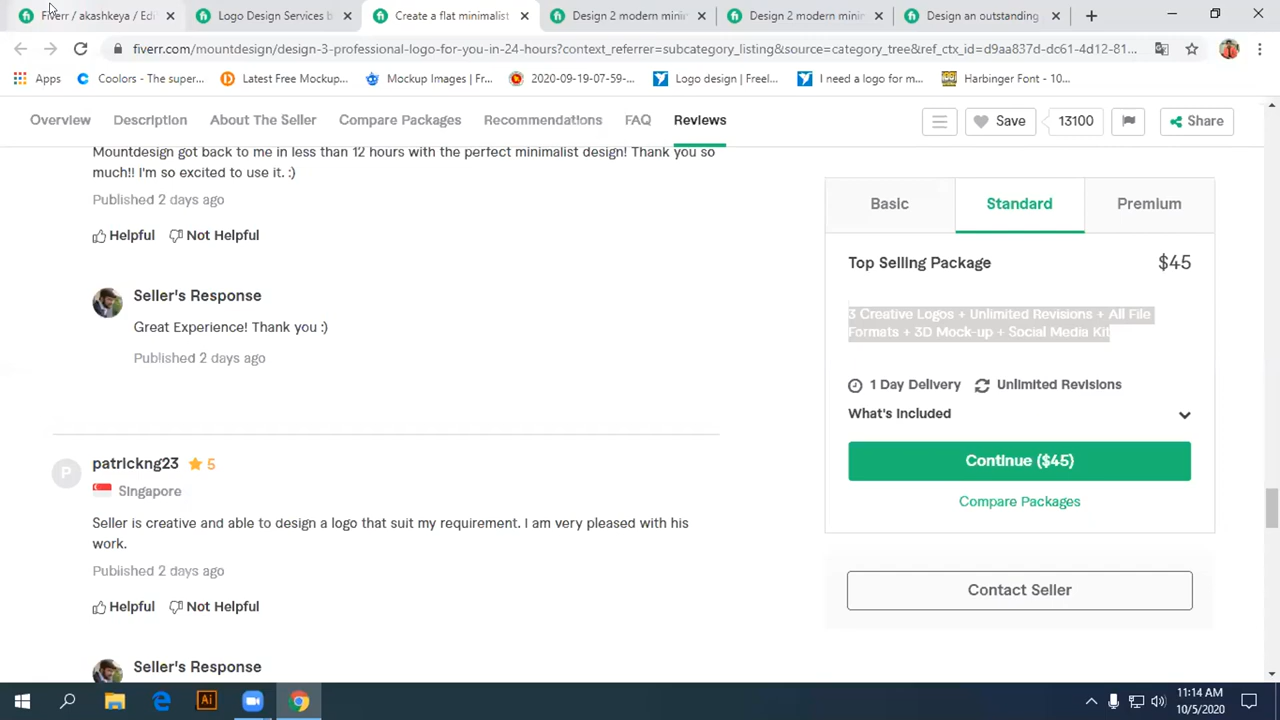 Fiverr / akashkeya / Edi
Logo Design Services b
Create a flat minimalist
Design 2 modern mini
Design 2 modern mini
Design an outstanding
fiverr.com/mountdesign/design-3-professional-logo-for-you-in-24-hours?context_referrer=subcategory_listing&source=category_tree&ref_ctx_id=d9aa837d-dc61-4d12-81...
Apps
Coolors - The super...
Latest Free Mockup...
Mockup Images | Fr...
2020-09-19-07-59-...
Logo design | Freel...
I need a logo for m...
Harbinger Font - 10...
Overview
Description
About The Seller
Compare Packages
Recommendations
FAQ
Reviews
Save
13100
Share
Mountdesign got back to me in less than 12 hours with the perfect minimalist design! Thank you so
much!! I'm so excited to use it. :)
Published 2 days ago
Helpful
Not Helpful
Seller's Response
Great Experience! Thank you :)
Published 2 days ago
P
patrickng23
5
Singapore
Seller is creative and able to design a logo that suit my requirement. I am very pleased with his
work.
Published 2 days ago
Helpful
Not Helpful
Seller's Response
Basic
Standard
Premium
Top Selling Package
$45
3 Creative Logos + Unlimited Revisions + All File
Formats + 3D Mock-up + Social Media Kit
1 Day Delivery
Unlimited Revisions
What's Included
Continue ($45)
Compare Packages
Contact Seller
Ai
11:14 AM
10/5/2020